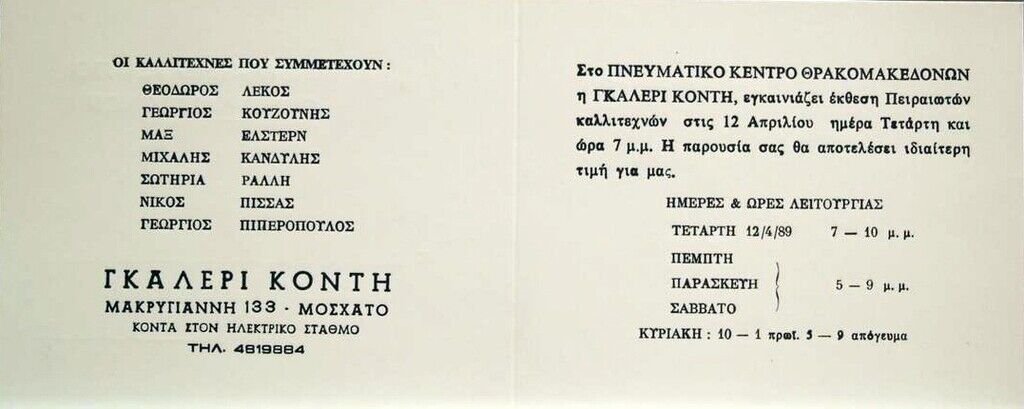 ΟΙ ΚΑΛΛΙΤΕΧΝΕΣ ΠΟΥ ΣΥΜΜΕΤΕΧΟΥΝ :
ΘΕΟΔΩΡΟΣ ΛΕΚΟΣ
ΓΕΩΡΓΙΟΣ ΚΟΥΖΟΥΝΗΣ
ΜΑΞ ΕΛΣΤΕΡΝ
ΜΙΧΑΛΗΣ ΚΑΝΔΥΛΗΣ
ΣΩΤΗΡΙΑ ΡΑΛΛΗ
ΝΙΚΟΣ ΠΙΣΣΑΣ
ΓΕΩΡΓΙΟΣ ΠΙΠΕΡΟΠΟΥΛΟΣ
ΓΚΑΛΕΡΙ ΚΟΝΤΗ
ΜΑΚΡΥΓΙΑΝΝΗ 133 · ΜΟΣΧΑΤΟ
ΚΟΝΤΑ ΣΤΟΝ ΗΛΕΚΤΡΙΚΟ ΣΤΑΘΜΟ
ΤΗΛ. 4819884
Στο ΠΝΕΥΜΑΤΙΚΟ ΚΕΝΤΡΟ ΘΡΑΚΟΜΑΚΕΔΟΝΩΝ
η ΓΚΑΛΕΡΙ ΚΟΝΤΗ, εγκαινιάζει έκθεση Πειραιωτών
καλλιτεχνών στις 12 Απριλίου ημέρα Τετάρτη και
ώρα 7 μ.μ. Η παρουσία σας θα αποτελέσει ιδιαίτερη
τιμή για μας.
ΗΜΕΡΕΣ & ΩΡΕΣ ΛΕΙΤΟΥΡΓΙΑΣ
ΤΕΤΑΡΤΗ 12/4/89 7 — 10 μ.μ.
ΠΕΜΠΤΗ
ΠΑΡΑΣΚΕΥΗ 5 — 9 μ.μ.
ΣΑΒΒΑΤΟ
ΚΥΡΙΑΚΗ : 10 — 1 πρωΐ. 5 — 9 απόγευμα